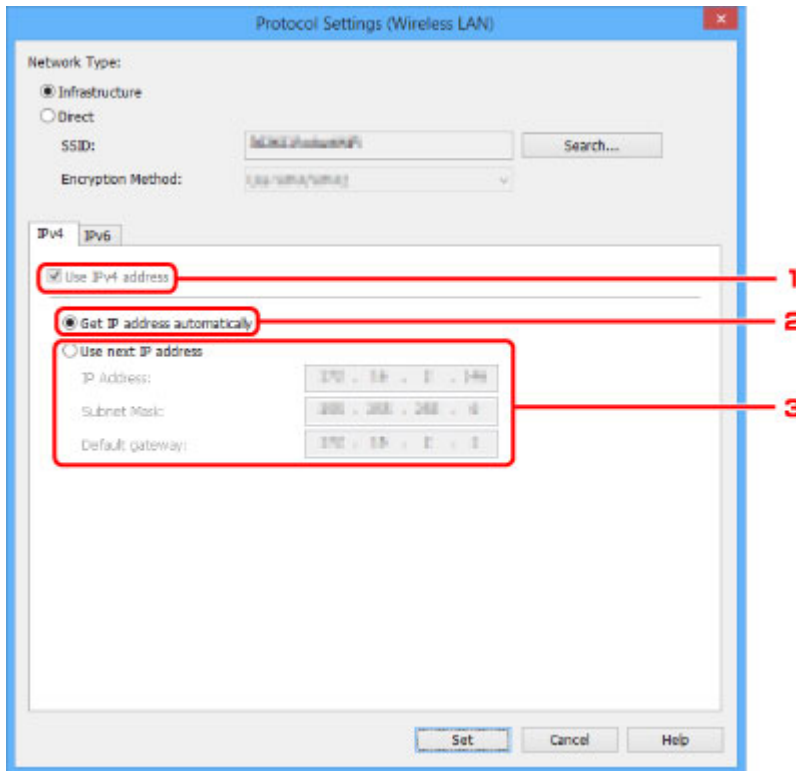 Protocol Settings (Wireless LAN)
Network Type:
Infrastructure
Direct
SSID: Search...
Encryption Method:
IPv4 IPv6
Use IPv4 address 1
Get IP address automatically 2
Use next IP address
IP Address:
Subnet Mask: 3
Default gateway:
Set Cancel Help